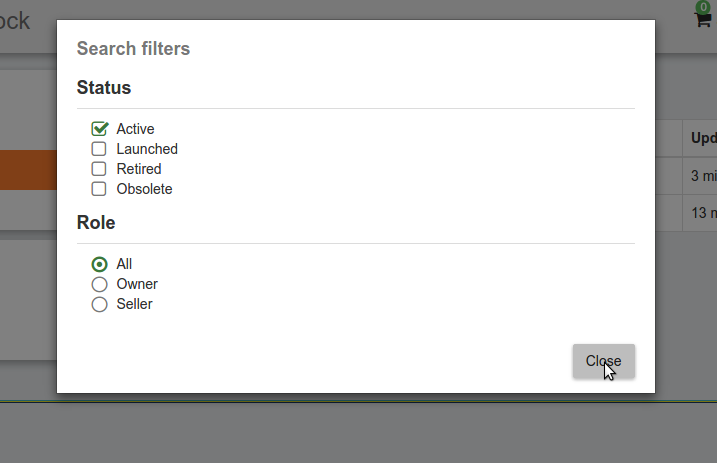 ock
0
Search filters
Status
Active
Launched
Retired
Obsolete
Role
All
Owner
Seller
Close
Upd
3 mi
13 m